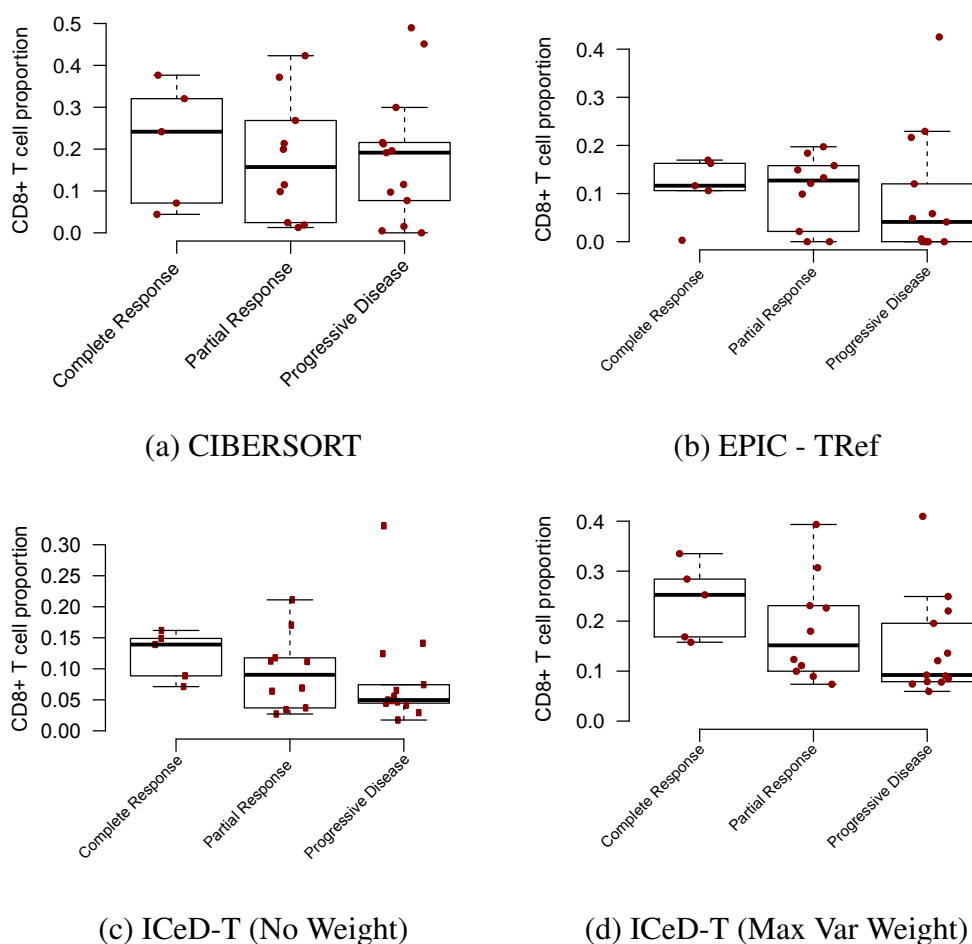 CD8+ T cell proportion
0.5
0.4
0.3
0.2
0.1
0.0
Complete Response
Partial Response
Progressive Disease
(a) CIBERSORT
CD8+ T cell proportion
0.4
0.3
0.2
0.1
0.0
Complete Response
Partial Response
Progressive Disease
(b) EPIC - TRef
CD8+ T cell proportion
0.30
0.25
0.20
0.15
0.10
0.05
0.00
Complete Response
Partial Response
Progressive Disease
(c) ICeD-T (No Weight)
CD8+ T cell proportion
0.4
0.3
0.2
0.1
0.0
Complete Response
Partial Response
Progressive Disease
(d) ICeD-T (Max Var Weight)